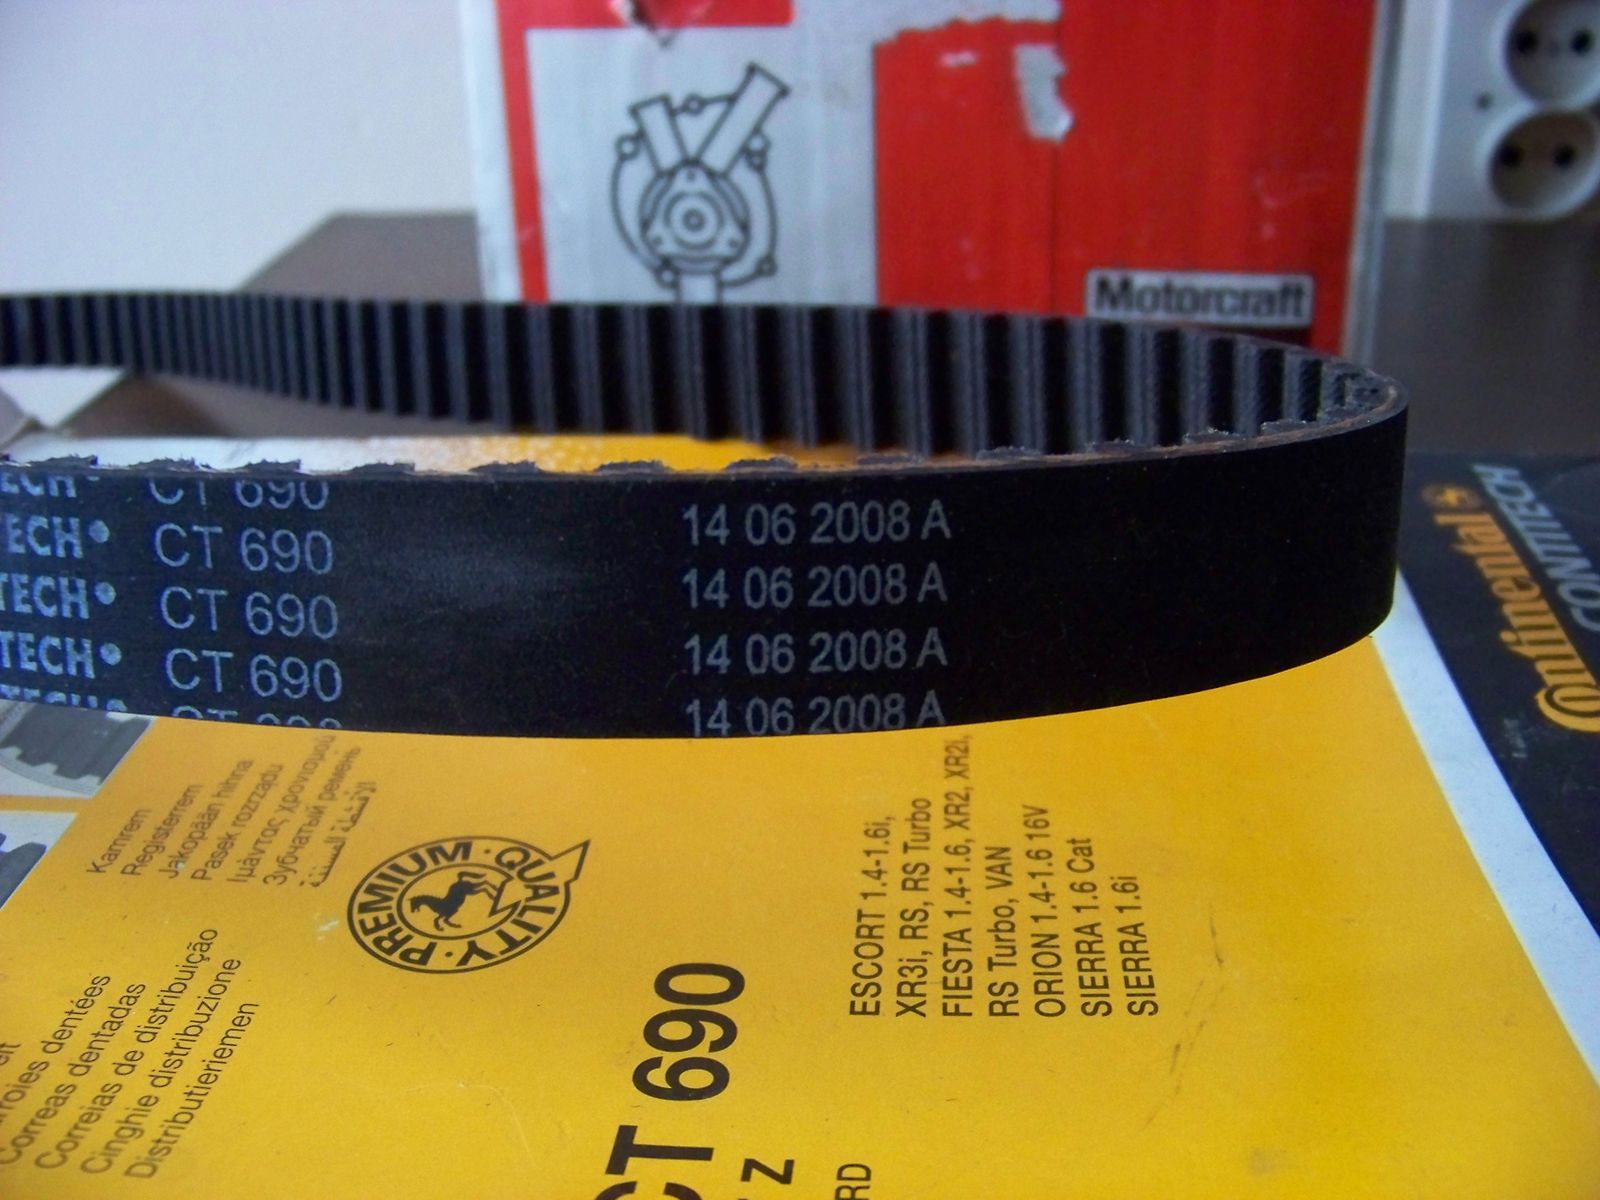 Motorcraft
CT 690
14 06 2008 A
TECH® CT 690
14 06 2008 A
TECH® CT 690
14 06 2008 A
TECH® CT 690
14 06 2008 A
Continental
CONTITECH
Kamrem
Registerrem
Jakopään hihna
Pasek rozrządu
Ιμάντας χρονισμού
Зубчатый ремень
PREMIUM · QUALITY ·
Correas dentadas
Correias de distribuição
Cinghie distribuzione
Distributieriemen
CT 690
Z
ESCORT 1.4-1.6i,
XR3i, RS, RS Turbo
FIESTA 1.4-1.6, XR2, XR2i,
RS Turbo, VAN
ORION 1.4-1.6 16V
SIERRA 1.6 Cat
SIERRA 1.6i